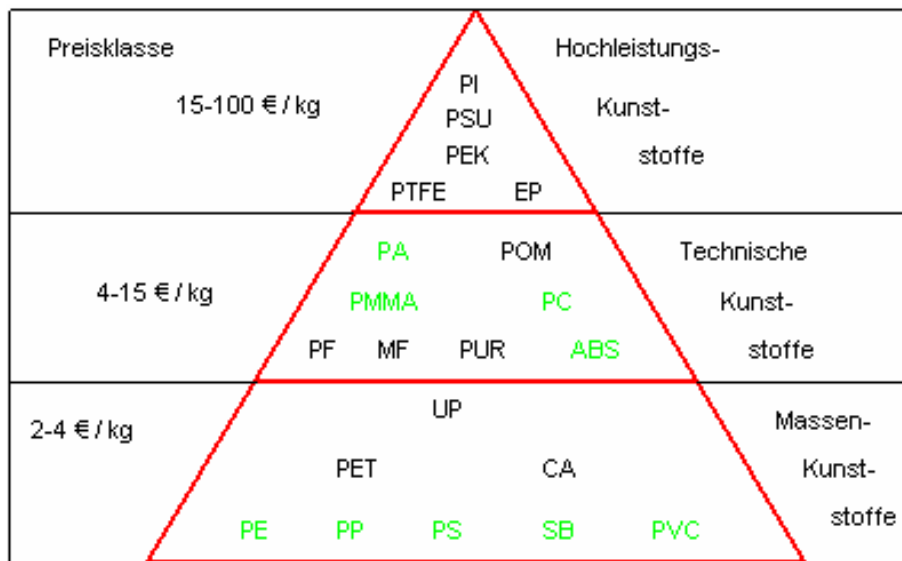 Preisklasse
Hochleistungs-
PI
15-100 € / kg
Kunst-
PSU
PEK
stoffe
PTFE EP
PA POM
Technische
4-15 € / kg
PMMA PC
Kunst-
PF MF PUR ABS
stoffe
UP
2-4 € / kg
Massen-
PET CA
Kunst-
stoffe
PE PP PS SB PVC